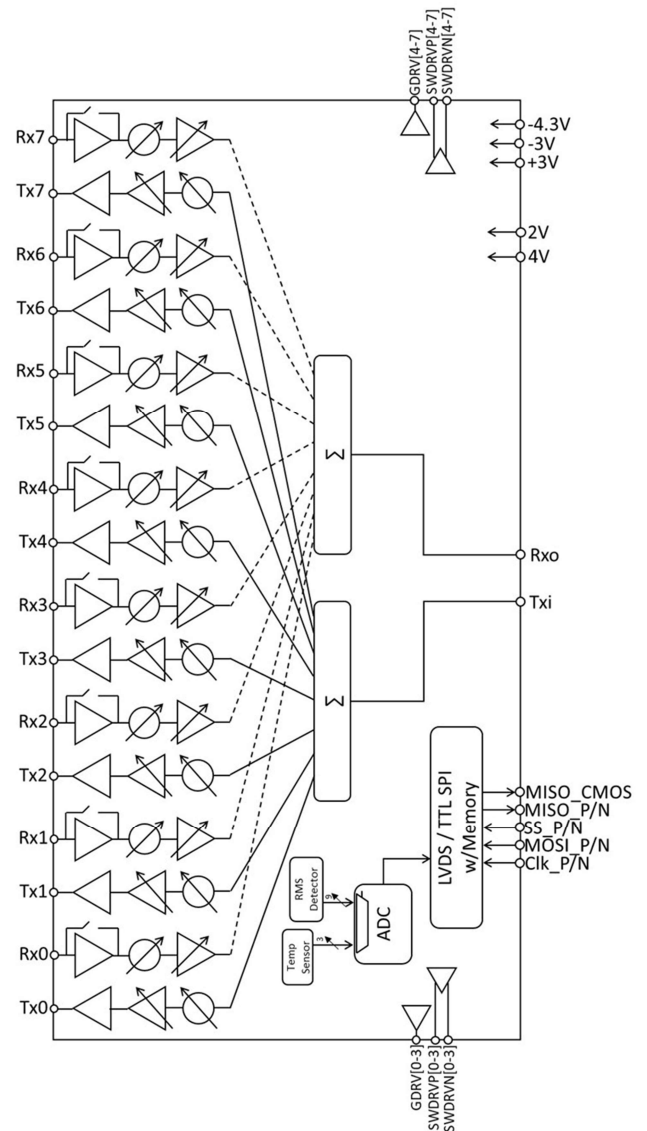 GDRV[4-7]
SWDRVP[4-7]
SWDRVN[4-7]
Rx7
-4.3V
-3V
+3V
Tx7
2V
Rx6
4V
Tx6
Rx5
Tx5
Σ
Rx4
Tx4
Rxo
Rx3
Txi
Tx3
Σ
Rx2
Tx2
LVDS / TTL SPI
w/Memory
MISO_CMOS
MISO_P/N
SS_P/N
MOSI_P/N
Clk_P/N
Rx1
Tx1
RMS
Detector
9
ADC
Temp
Sensor
3
Rx0
Tx0
GDRV[0-3]
SWDRVP[0-3]
SWDRVN[0-3]